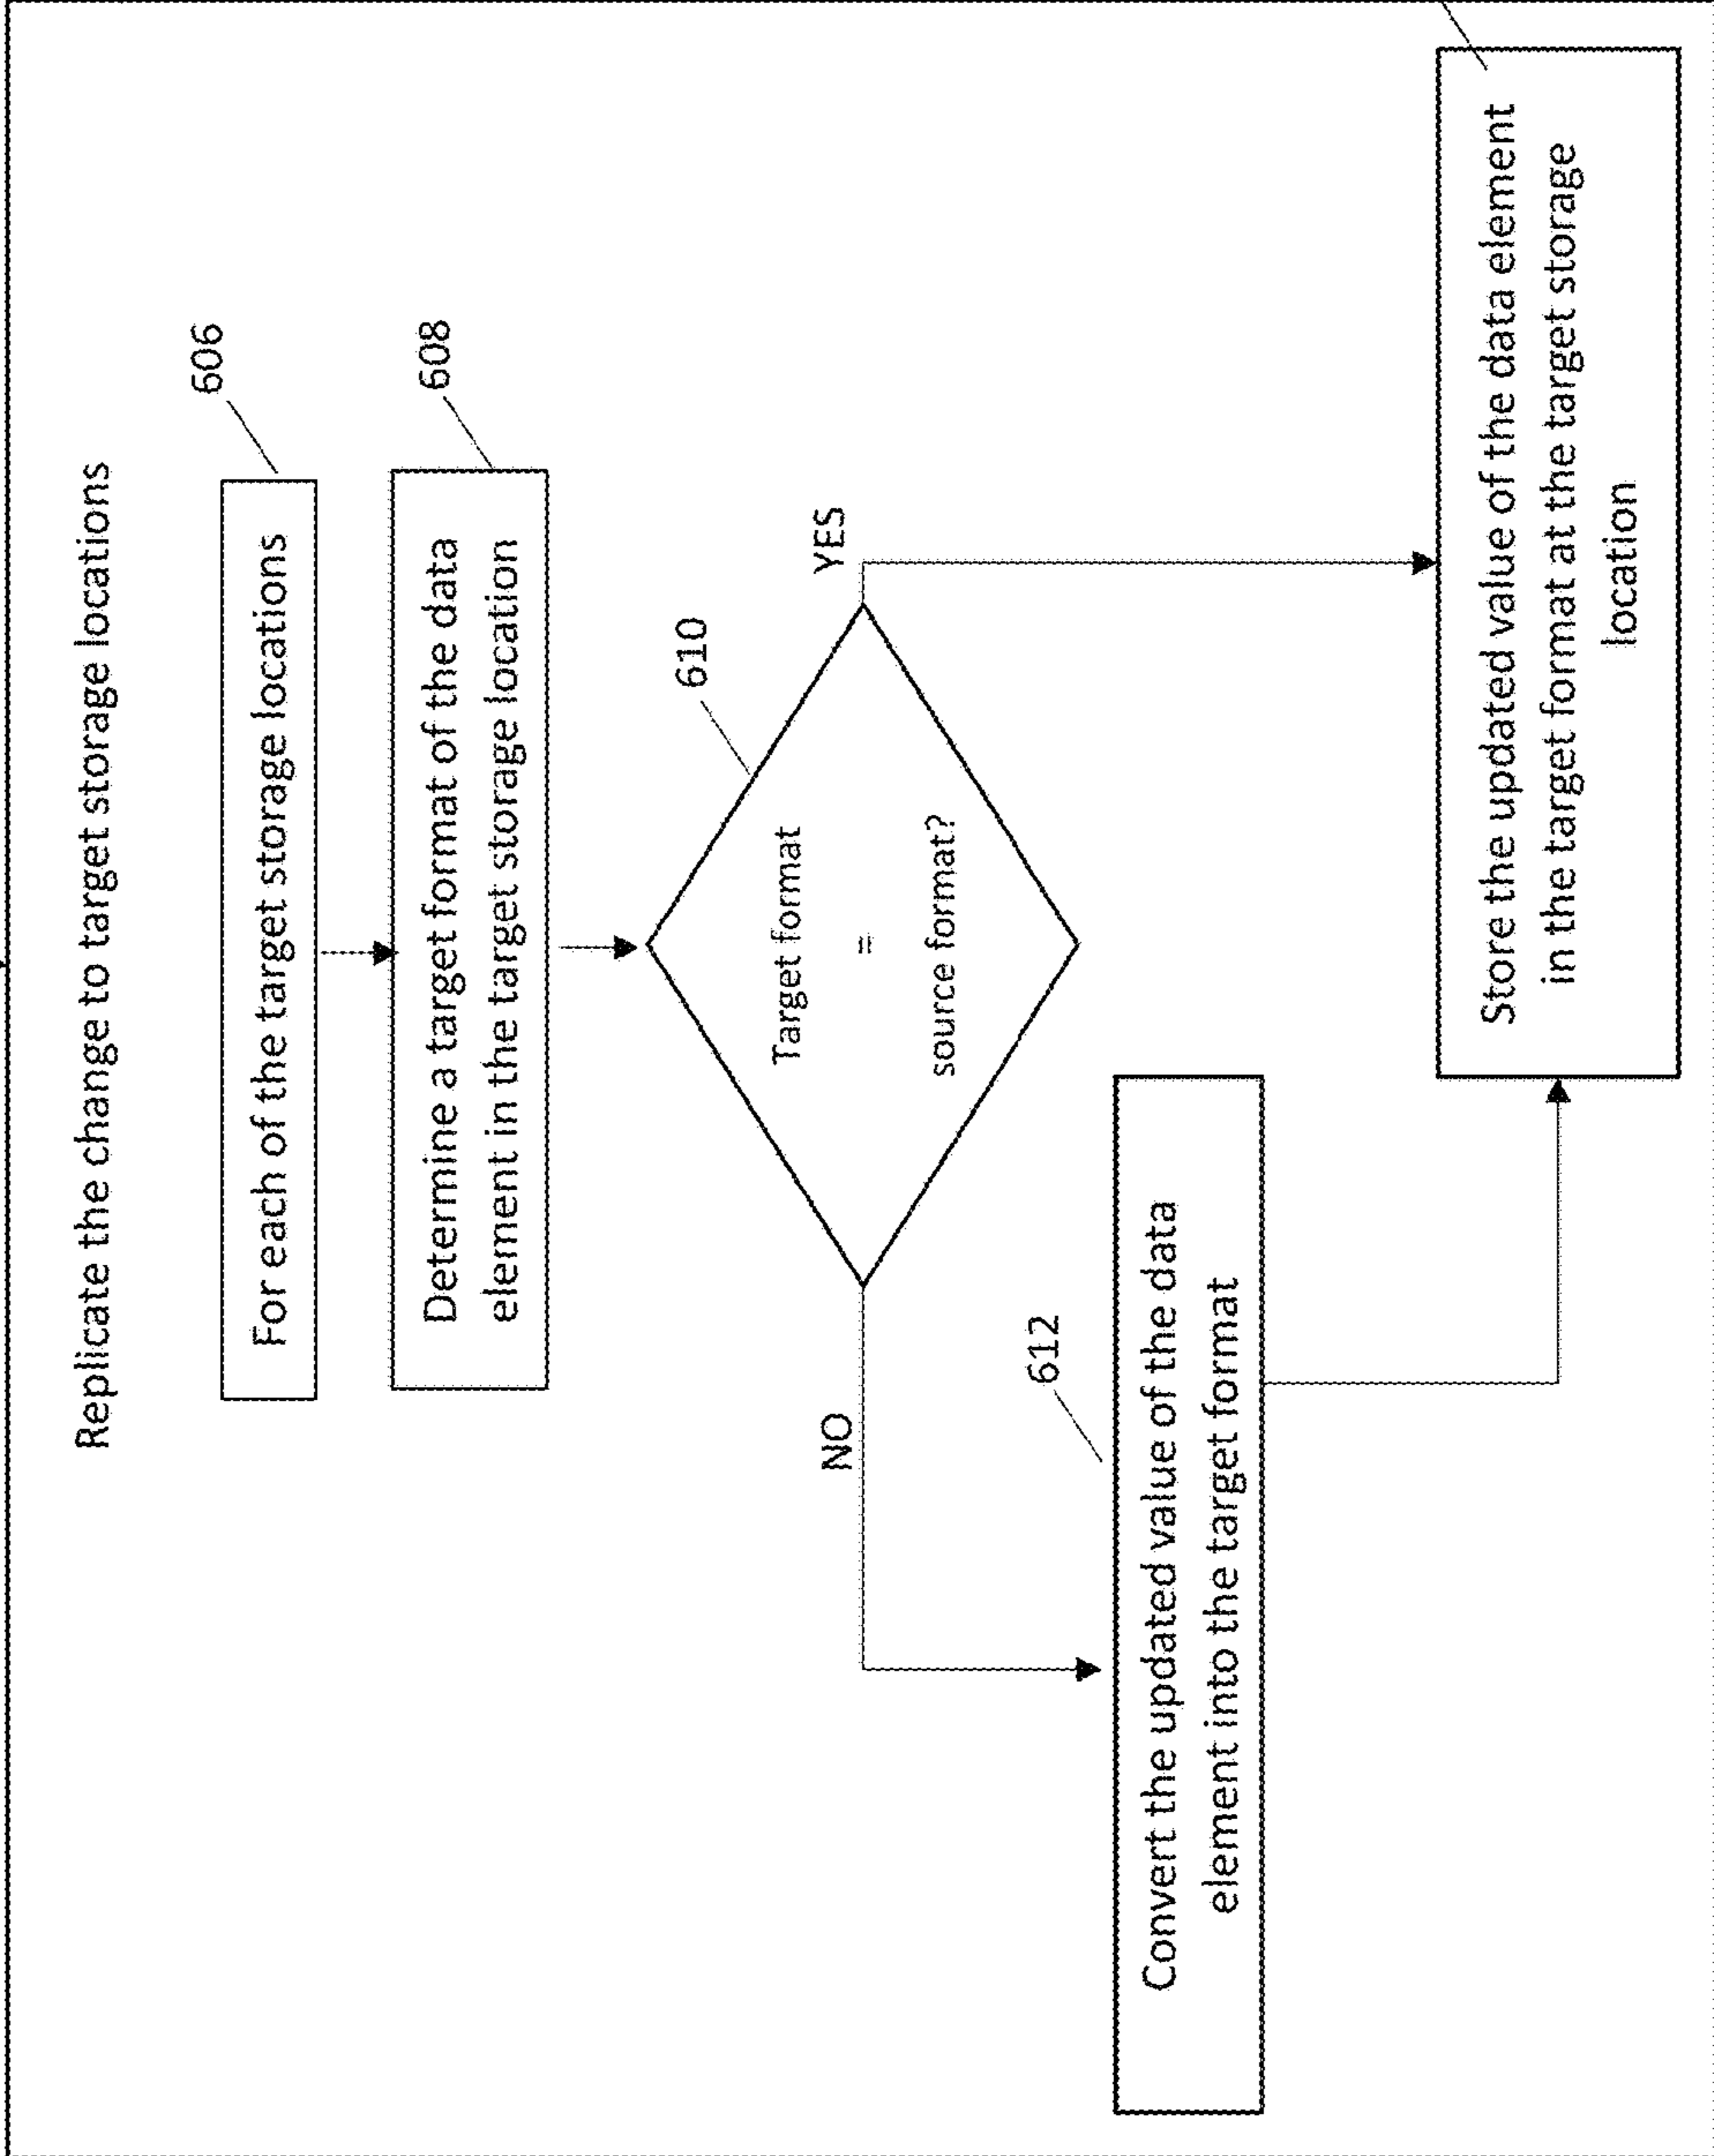 Replicate the change to target storage locations
606
For each of the target storage locations
608
Determine a target format of the data
element in the target storage location
610
Target format
=
source format?
YES
NO
612
Convert the updated value of the data
element into the target format
Store the updated value of the data element
in the target format at the target storage
location